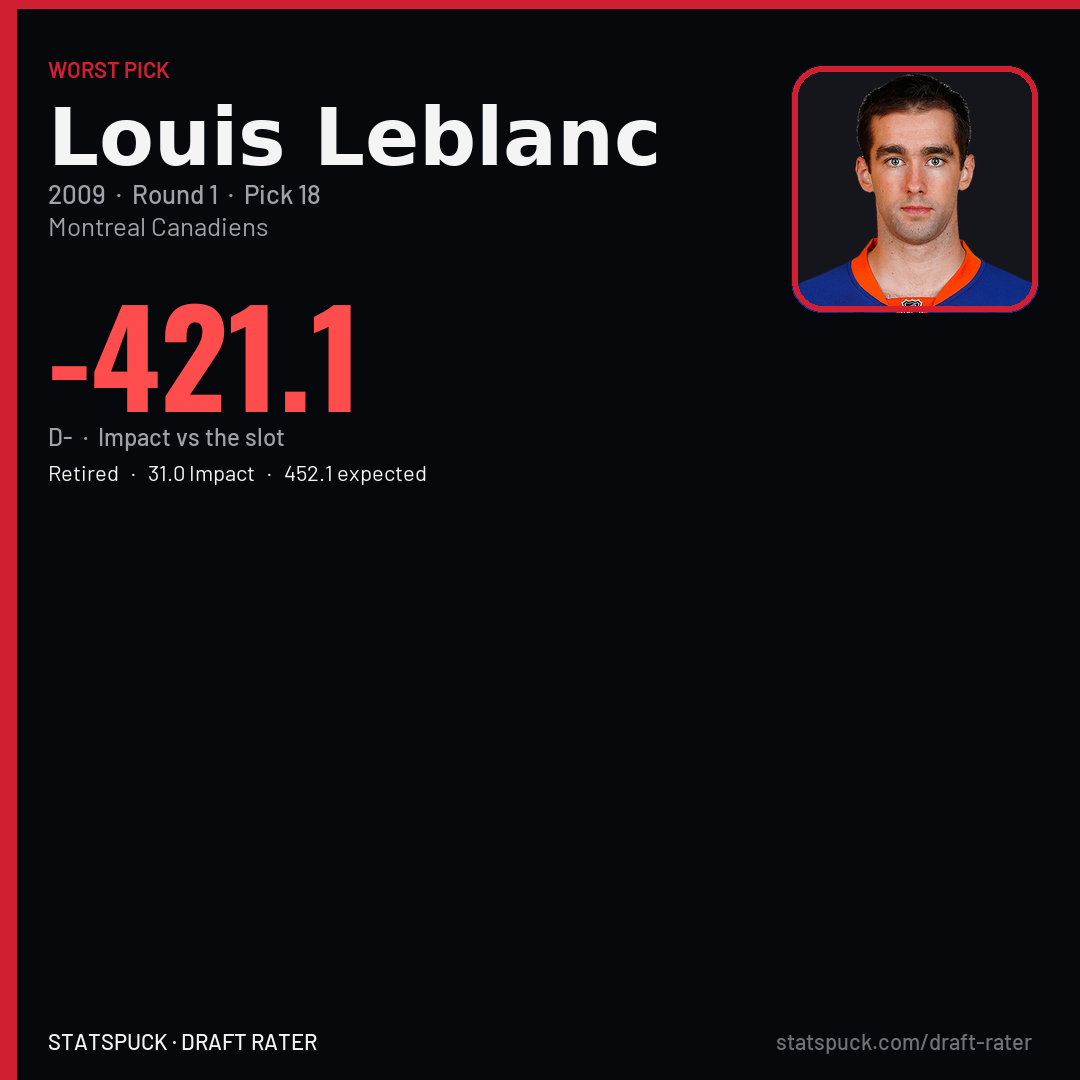 WORST PICK
Louis Leblanc
2009 · Round 1 · Pick 18
Montreal Canadiens
-421.1
D- · Impact vs the slot
Retired · 31.0 Impact · 452.1 expected
STATSPUCK · DRAFT RATER
statspuck.com/draft-rater